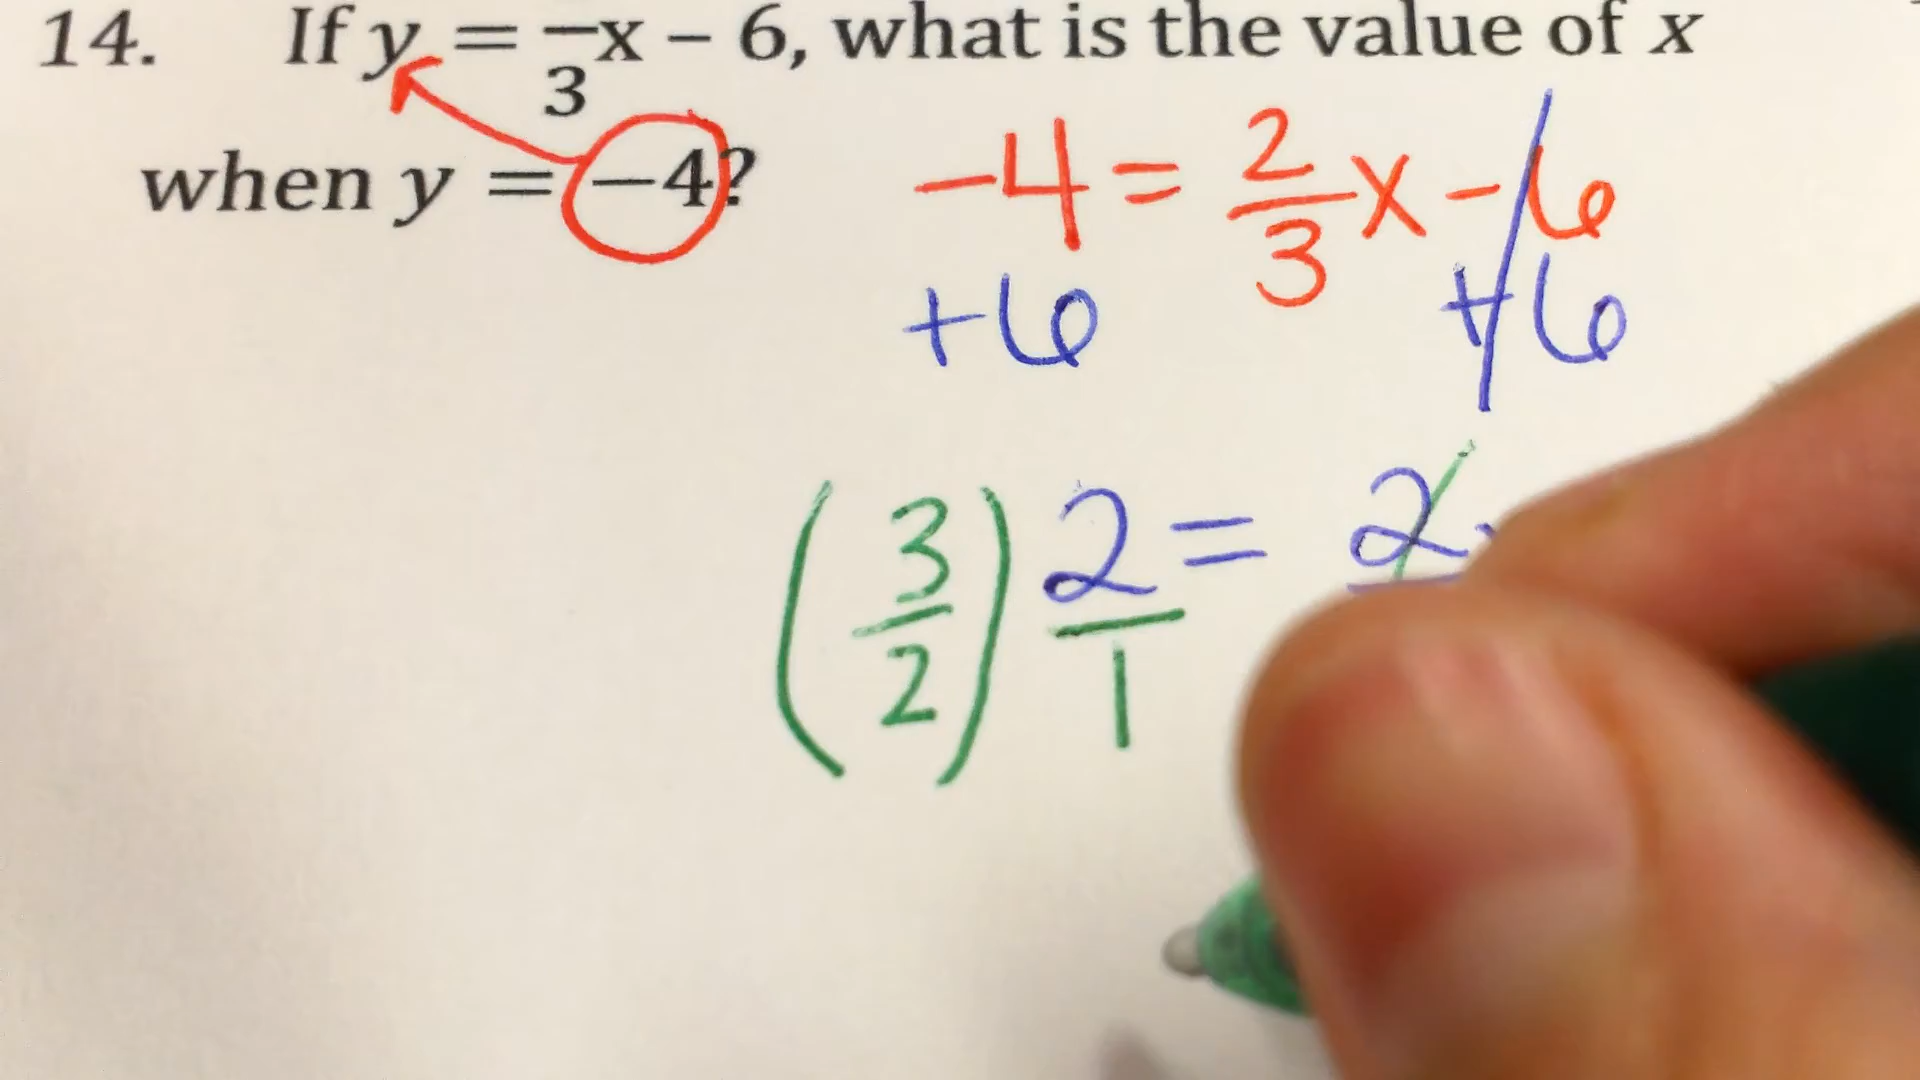 14. If y = —x – 6, what is the value of x
3
when y = –4?
-4 = 2/3 x - 6
+6 +6
(3/2) 2/1 = 2